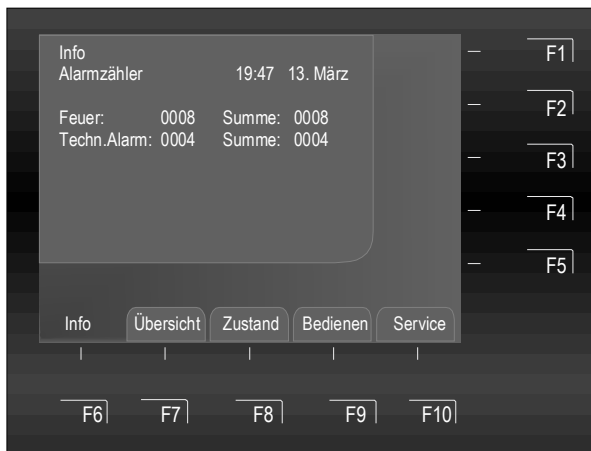 Info
Alarmzähler 19:47 13. März
Feuer: 0008 Summe: 0008
Techn.Alarm: 0004 Summe: 0004
Info Übersicht Zustand Bedienen Service
F1
F2
F3
F4
F5
F6 F7 F8 F9 F10